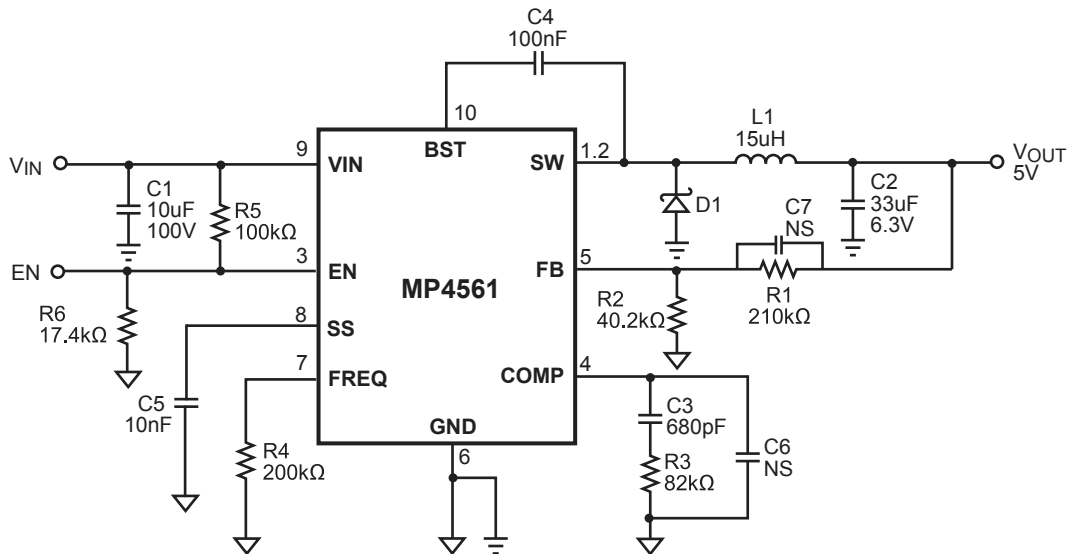 C4
100nF
10
BST
9
VIN
SW
1.2
L1
15uH
VIN
VOUT
5V
C1
10uF
100V
R5
100kΩ
D1
C7
NS
C2
33uF
6.3V
EN
3
EN
MP4561
FB
5
R1
210kΩ
R2
40.2kΩ
R6
17.4kΩ
8
SS
7
FREQ
COMP
4
C5
10nF
R4
200kΩ
GND
6
C3
680pF
R3
82kΩ
C6
NS